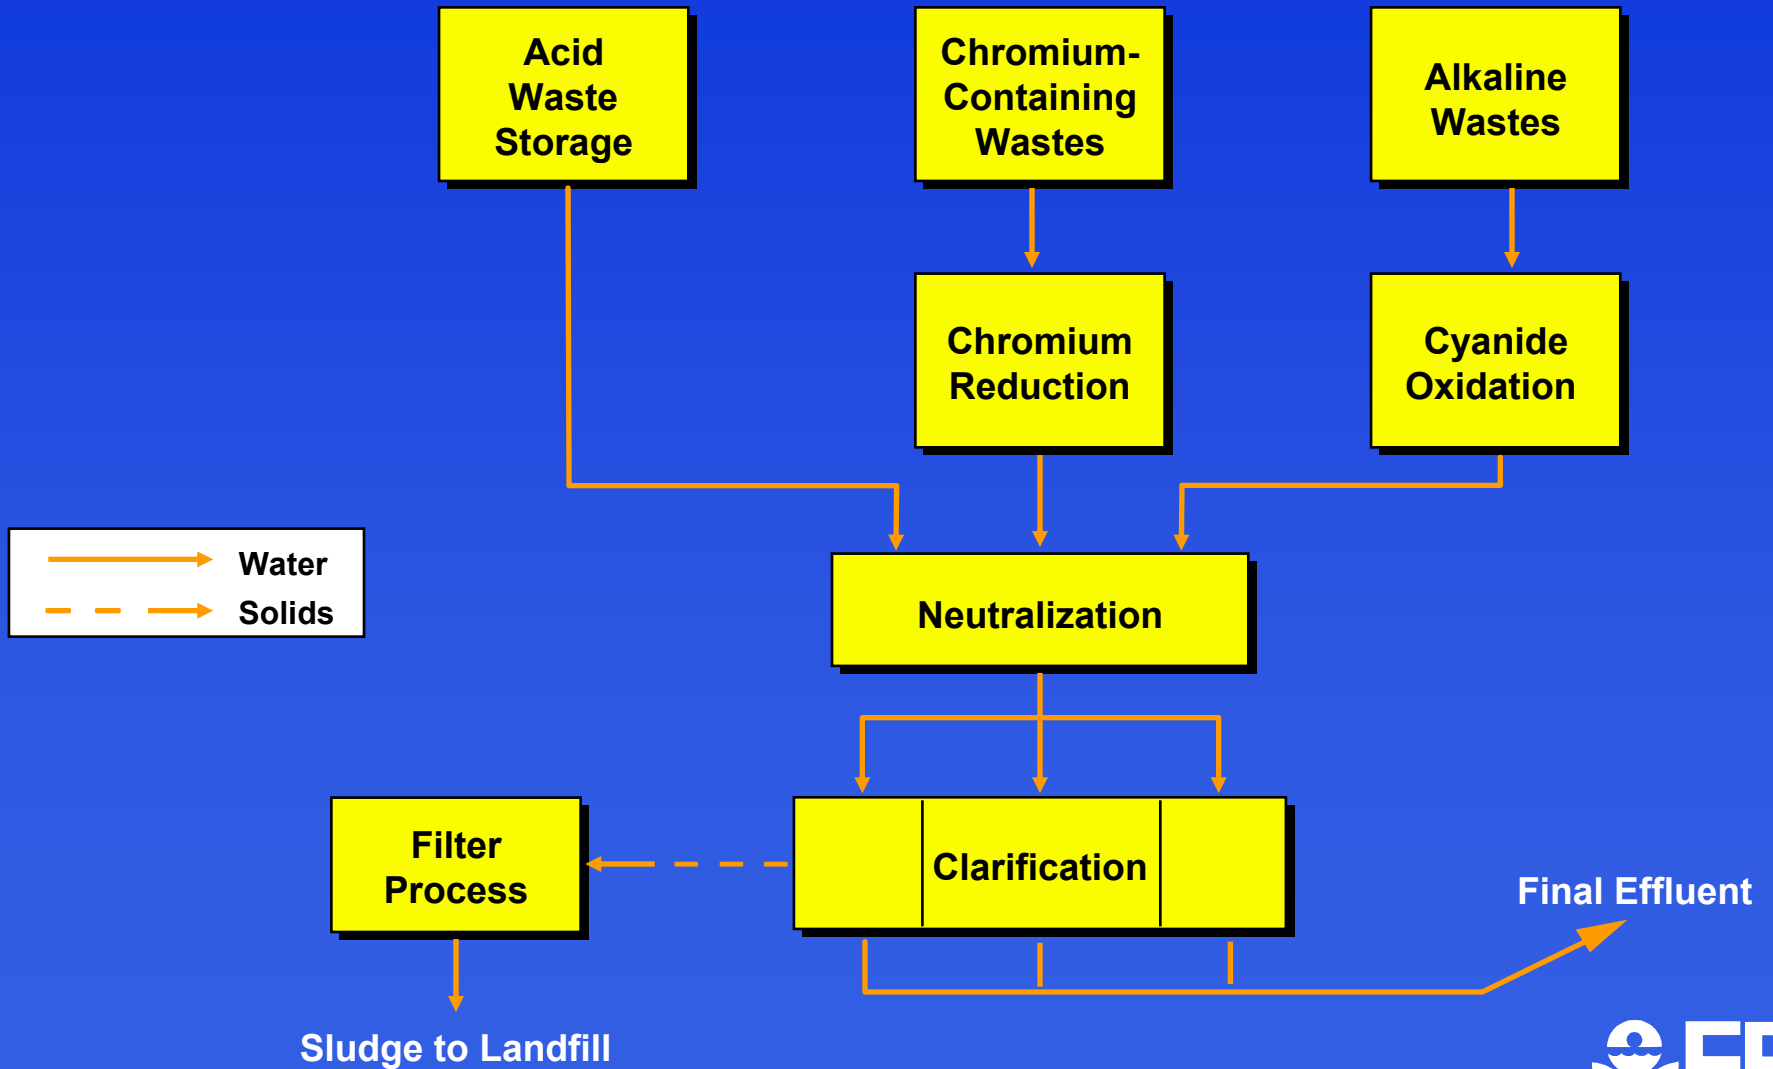 Acid
Waste
Storage
Chromium-
Containing
Wastes
Alkaline
Wastes
Chromium
Reduction
Cyanide
Oxidation
Water
Solids
Neutralization
Filter
Process
Clarification
Final Effluent
Sludge to Landfill